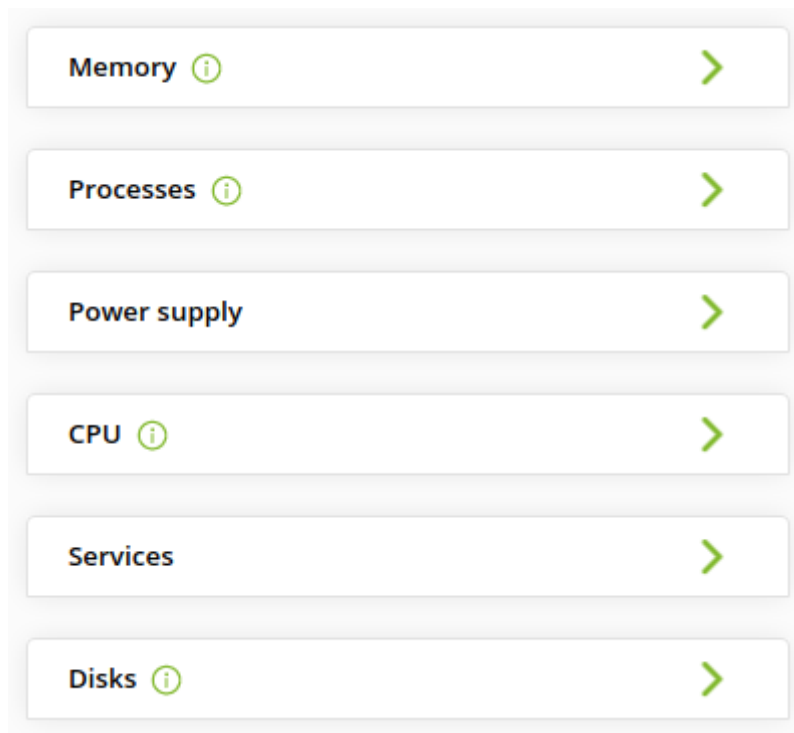 Memory
Processes
Power supply
CPU
Services
Disks